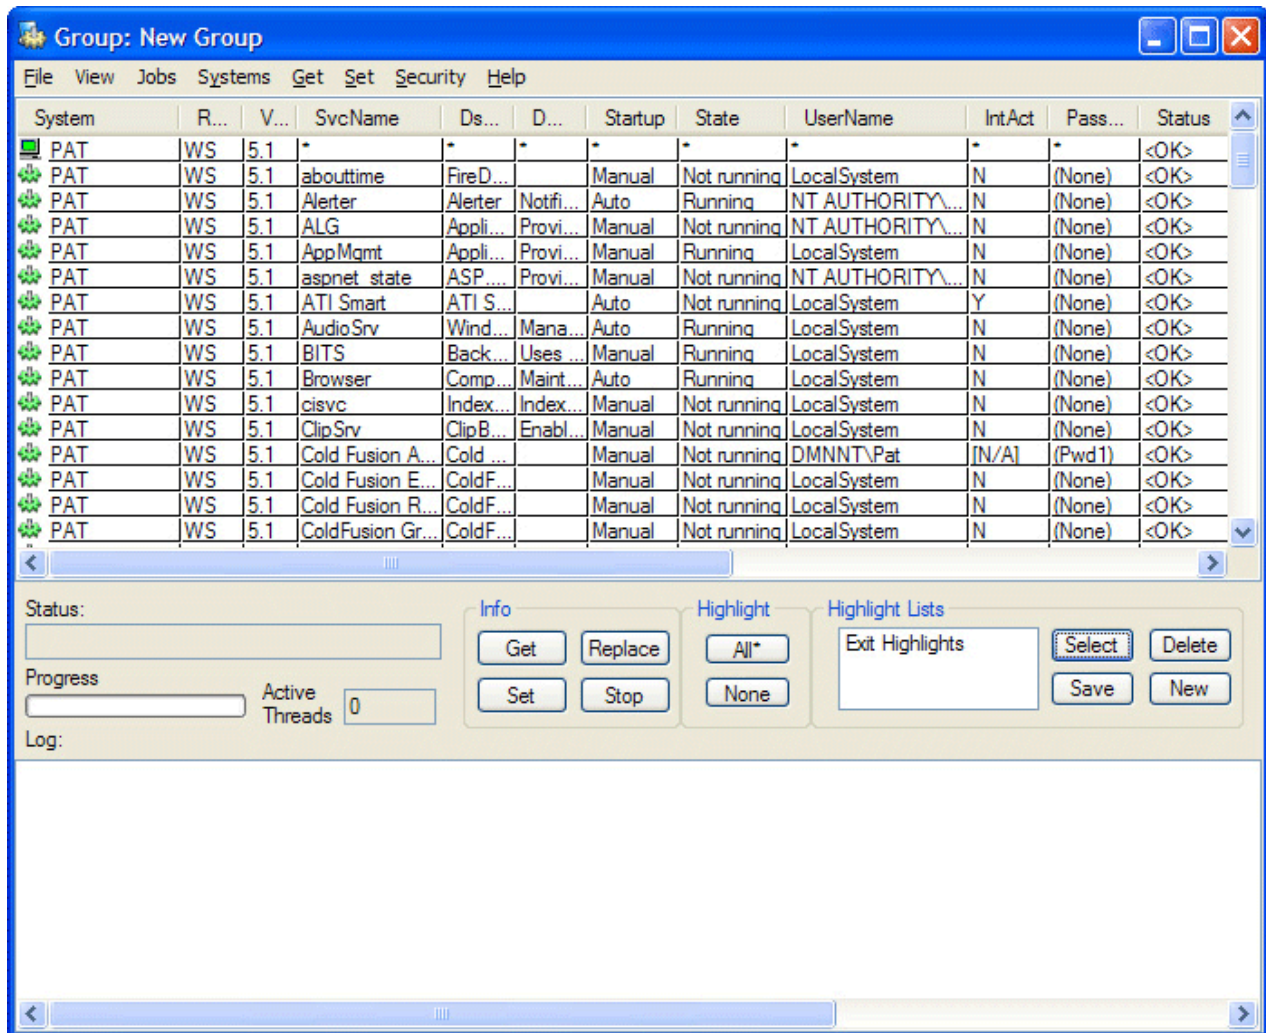 Group: New Group
File View Jobs Systems Get Set Security Help
System R... V... SvcName Ds... D... Startup State UserName IntAct Pass... Status
PAT WS 5.1 * * * * * * * * <OK>
PAT WS 5.1 abouttime FireD... Manual Not running LocalSystem N (None) <OK>
PAT WS 5.1 Alerter Alerter Notifi... Auto Running NT AUTHORITY\... N (None) <OK>
PAT WS 5.1 ALG Appli... Provi... Manual Not running NT AUTHORITY\... N (None) <OK>
PAT WS 5.1 AppMgmt Appli... Provi... Manual Running LocalSystem N (None) <OK>
PAT WS 5.1 aspnet_state ASP.... Provi... Manual Not running NT AUTHORITY\... N (None) <OK>
PAT WS 5.1 ATI Smart ATI S... Auto Not running LocalSystem Y (None) <OK>
PAT WS 5.1 AudioSrv Wind... Mana... Auto Running LocalSystem N (None) <OK>
PAT WS 5.1 BITS Back... Uses ... Manual Running LocalSystem N (None) <OK>
PAT WS 5.1 Browser Comp... Maint... Auto Running LocalSystem N (None) <OK>
PAT WS 5.1 cisvc Index... Index... Manual Not running LocalSystem N (None) <OK>
PAT WS 5.1 ClipSrv ClipB... Enabl... Manual Not running LocalSystem N (None) <OK>
PAT WS 5.1 Cold Fusion A... Cold ... Manual Not running DMNNT\Pat [N/A] (Pwd1) <OK>
PAT WS 5.1 Cold Fusion E... ColdF... Manual Not running LocalSystem N (None) <OK>
PAT WS 5.1 Cold Fusion R... ColdF... Manual Not running LocalSystem N (None) <OK>
PAT WS 5.1 ColdFusion Gr... ColdF... Manual Not running LocalSystem N (None) <OK>
Status: Info Highlight Highlight Lists
Get Replace All* Exit Highlights Select Delete
Progress
Active Threads 0 Set Stop None Save New
Log: